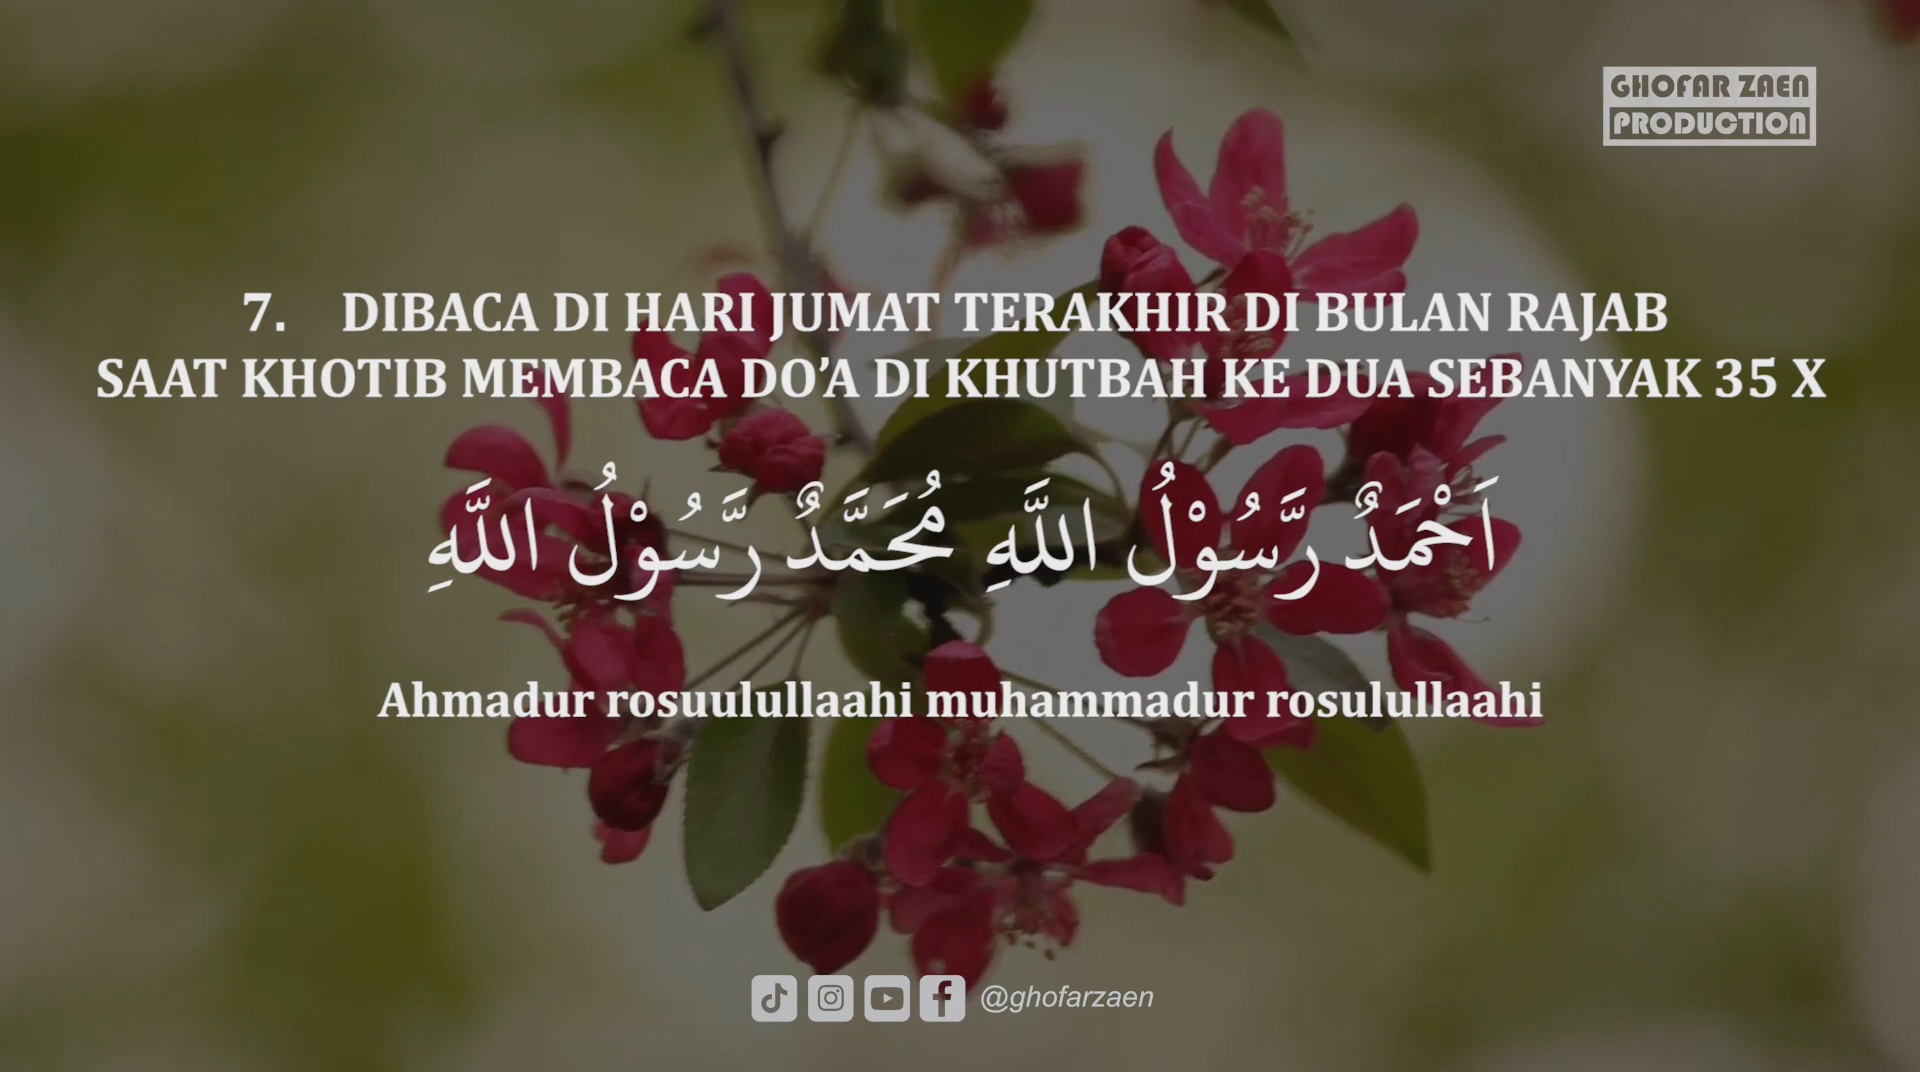 GHOFAR ZAEN
PRODUCTION
7. DIBACA DI HARI JUMAT TERAKHIR DI BULAN RAJAB
SAAT KHOTIB MEMBACA DO’A DI KHUTBAH KE DUA SEBANYAK 35 X
اَحْمَدٌ رَّسُوْلُ اللَّهِ مُحَمَّدٌ رَّسُوْلُ اللَّهِ
Ahmadur rosuulullaahi muhammadur rosulullaahi
@ghofarzaen